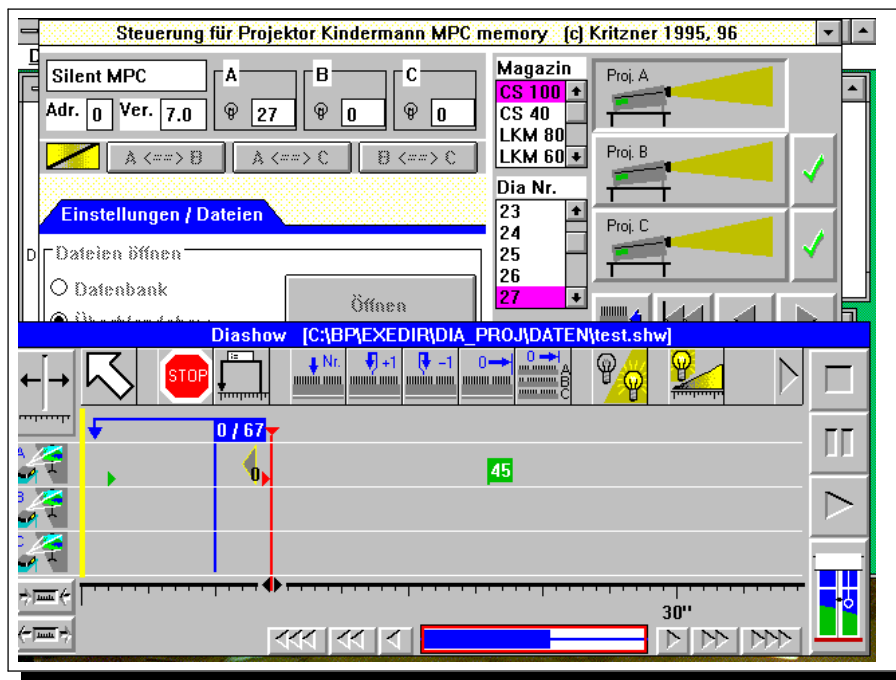 Steuerung für Projektor Kindermann MPC memory (c) Kritzner 1995, 96
Silent MPC
A
B
C
Adr. 0 Ver. 7.0
27
0
0
A <==> B
A <==> C
B <==> C
Magazin
CS 100
CS 40
LKM 80
LKM 60
Dia Nr.
23
24
25
26
27
Proj. A
Proj. B
Proj. C
Einstellungen / Dateien
Dateien öffnen
Datenbank
Öffnen
Diashow [C:\BP\EXEDIR\DIA_PROJ\DATEN\test.shw]
STOP
Nr.
+1
-1
0
0
A
B
C
0 / 67
A
0
45
B
C
30''